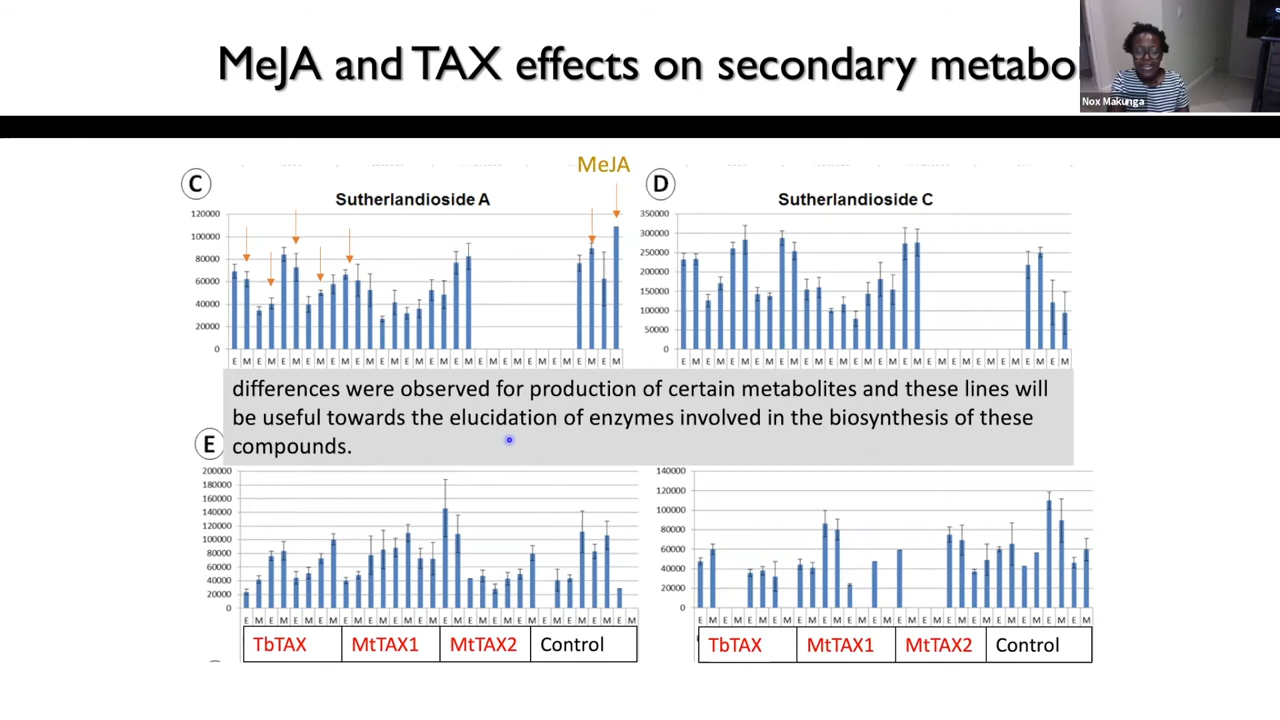 MeJA and TAX effects on secondary metabo
Nox Makunga
MeJA
C
Sutherlandioside A
120000
100000
80000
60000
40000
20000
0
E M E M E M E M E M E M E M E M E M E M E M E M E M E M E M E M
D
Sutherlandioside C
350000
300000
250000
200000
150000
100000
50000
0
E M E M E M E M E M E M E M E M E M E M E M E M E M E M E M E M
differences were observed for production of certain metabolites and these lines will
be useful towards the elucidation of enzymes involved in the biosynthesis of these
compounds.
E
200000
180000
160000
140000
120000
100000
80000
60000
40000
20000
0
E M E M E M E M E M E M E M E M E M E M E M E M E M E M E M E M
TbTAX MtTAX1 MtTAX2 Control
140000
120000
100000
80000
60000
40000
20000
0
E M E M E M E M E M E M E M E M E M E M E M E M E M E M E M E M
TbTAX MtTAX1 MtTAX2 Control